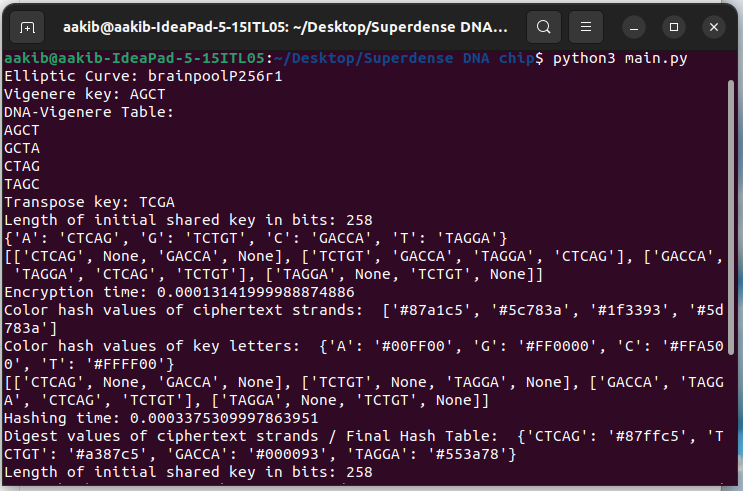 aakib@aakib-IdeaPad-5-15ITL05: ~/Desktop/Superdense DNA...
aakib@aakib-IdeaPad-5-15ITL05:~/Desktop/Superdense DNA chip$ python3 main.py
Elliptic Curve: brainpoolP256r1
Vigenere key: AGCT
DNA-Vigenere Table:
AGCT
GCTA
CTAG
TAGC
Transpose key: TCGA
Length of initial shared key in bits: 258
{'A': 'CTCAG', 'G': 'TCTGT', 'C': 'GACCA', 'T': 'TAGGA'}
[['CTCAG', None, 'GACCA', None], ['TCTGT', 'GACCA', 'TAGGA', 'CTCAG'], ['GACCA',
 'TAGGA', 'CTCAG', 'TCTGT'], ['TAGGA', None, 'TCTGT', None]]
Encryption time: 0.00013141999988874886
Color hash values of ciphertext strands:  ['#87a1c5', '#5c783a', '#1f3393', '#5d
783a']
Color hash values of key letters:  {'A': '#00FF00', 'G': '#FF0000', 'C': '#FFA50
0', 'T': '#FFFF00'}
[['CTCAG', None, 'GACCA', None], ['TCTGT', None, 'TAGGA', None], ['GACCA', 'TAGG
A', 'CTCAG', 'TCTGT'], ['TAGGA', None, 'TCTGT', None]]
Hashing time: 0.0003375309997863951
Digest values of ciphertext strands / Final Hash Table:  {'CTCAG': '#87ffc5', 'T
CTGT': '#a387c5', 'GACCA': '#000093', 'TAGGA': '#553a78'}
Length of initial shared key in bits: 258